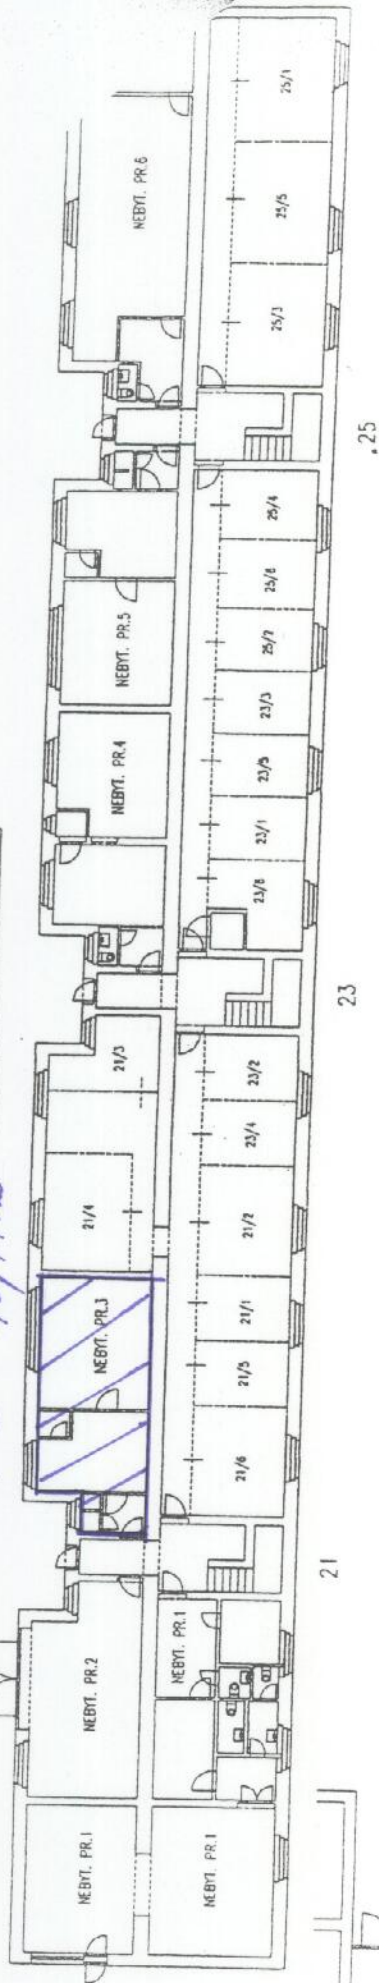 NEBYT. PR.6
25/1
25/5
25/3
.25
NEBYT. PR.5
NEBYT. PR.4
25/4
25/6
25/2
23/3
23/5
23/1
23/6
23
21/3
21/4
NEBYT. PR.3
23/2
23/4
21/2
21/1
21/5
21/6
21
NEBYT. PR.2
NEBYT. PR.1
NEBYT. PR.1
NEBYT. PR.1